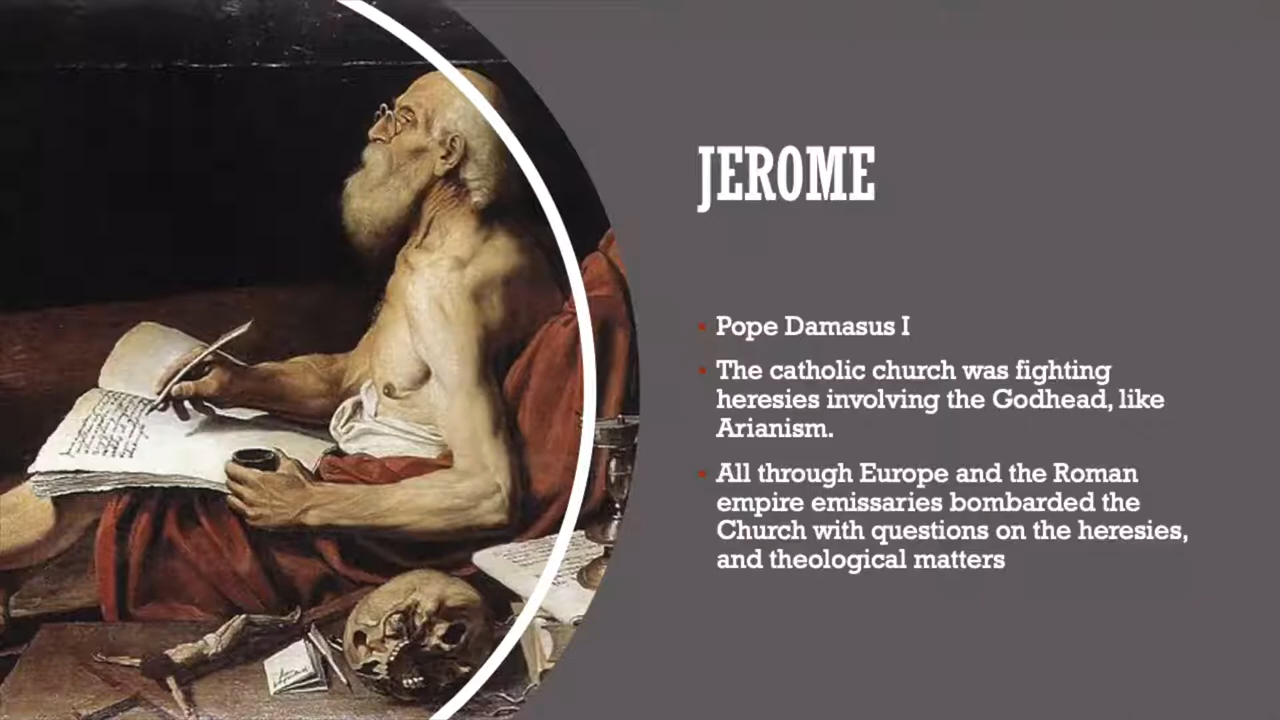 JEROME
Pope Damasus I
The catholic church was fighting
heresies involving the Godhead, like
Arianism.
All through Europe and the Roman
empire emissaries bombarded the
Church with questions on the heresies,
and theological matters